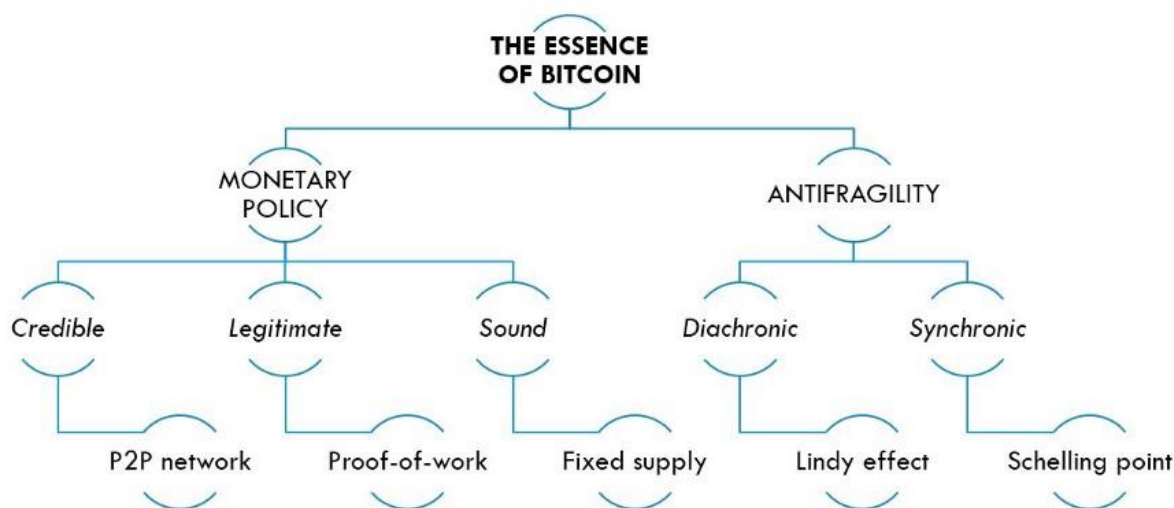 THE ESSENCE
OF BITCOIN
MONETARY
POLICY
ANTIFRAGILITY
Credible
Legitimate
Sound
Diachronic
Synchronic
P2P network
Proof-of-work
Fixed supply
Lindy effect
Schelling point